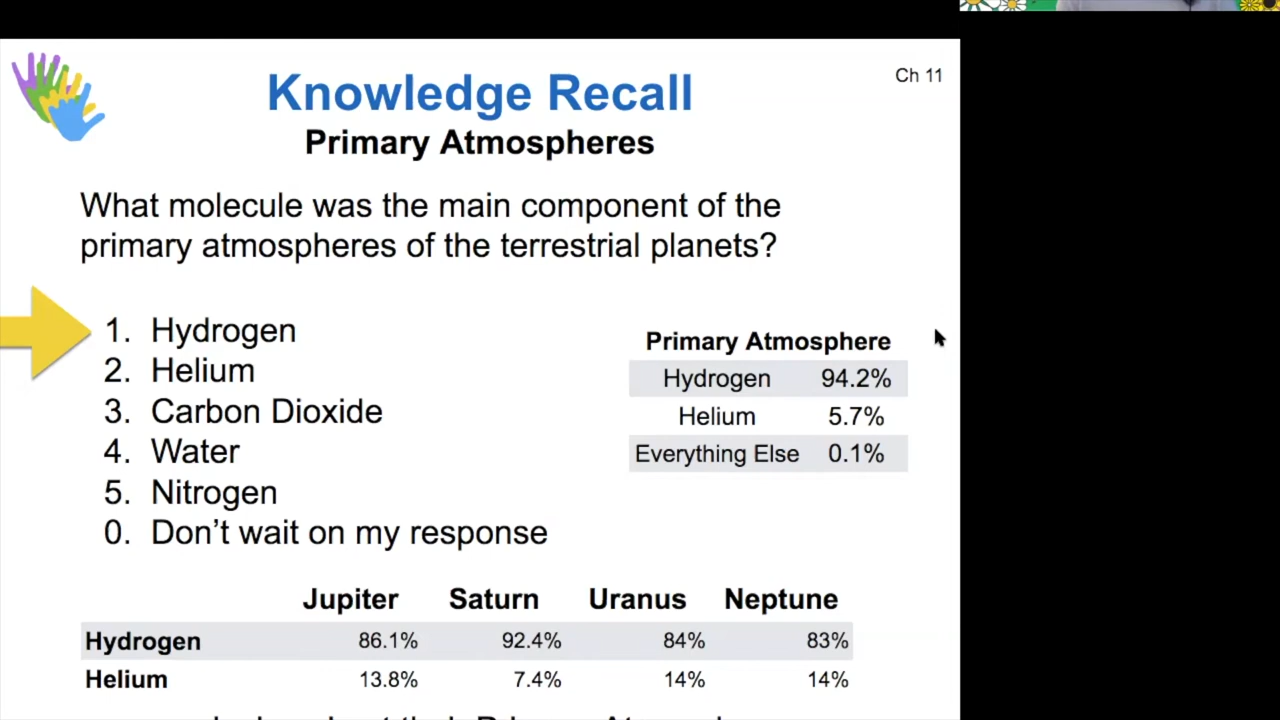 Ch 11
Knowledge Recall
Primary Atmospheres
What molecule was the main component of the
primary atmospheres of the terrestrial planets?
1. Hydrogen
2. Helium
3. Carbon Dioxide
4. Water
5. Nitrogen
0. Don't wait on my response
Primary Atmosphere
Hydrogen 94.2%
Helium 5.7%
Everything Else 0.1%
Jupiter Saturn Uranus Neptune
Hydrogen 86.1% 92.4% 84% 83%
Helium 13.8% 7.4% 14% 14%